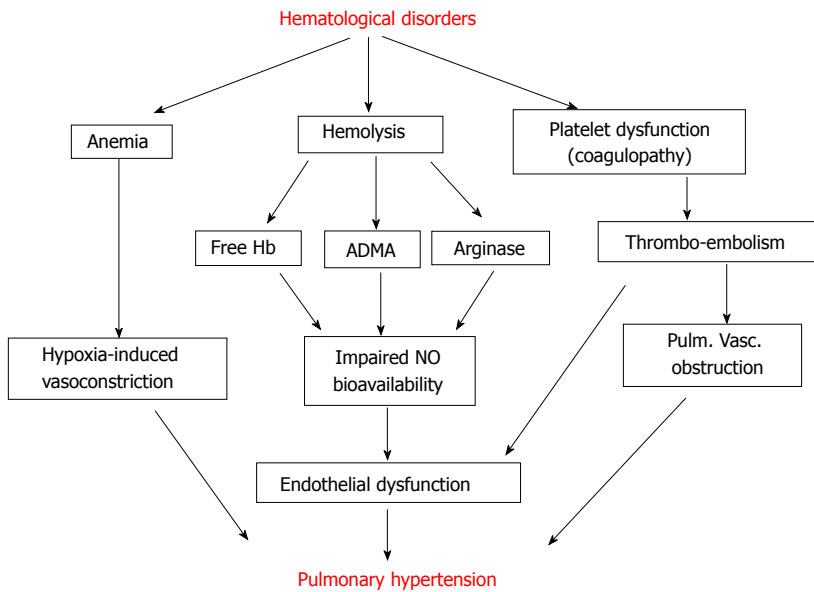 Hematological disorders
Anemia
Hemolysis
Platelet dysfunction
(coagulopathy)
Free Hb
ADMA
Arginase
Thrombo-embolism
Hypoxia-induced
vasoconstriction
Impaired NO
bioavailability
Pulm. Vasc.
obstruction
Endothelial dysfunction
Pulmonary hypertension